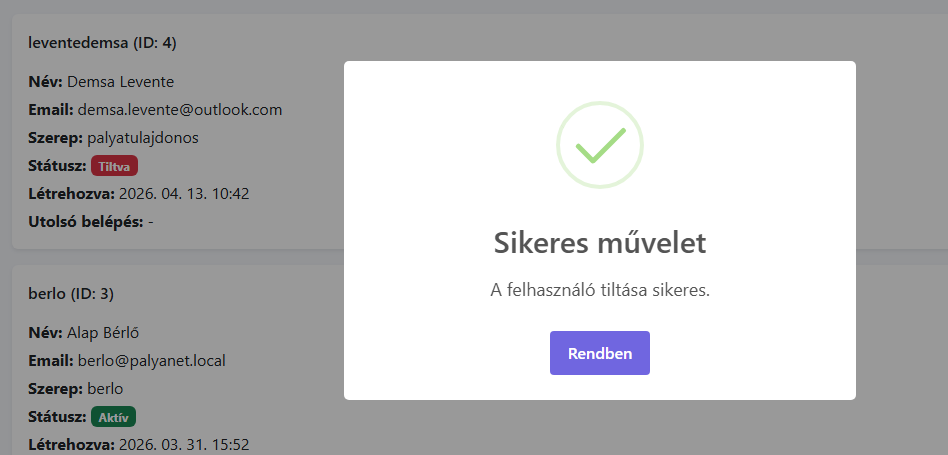 leventedemsa (ID: 4)
Név: Demsa Levente
Email: demsa.levente@outlook.com
Szerep: palyatulajdonos
Státusz: Tiltva
Létrehozva: 2026. 04. 13. 10:42
Utolsó belépés: -
berlo (ID: 3)
Név: Alap Bérlő
Email: berlo@palyanet.local
Szerep: berlo
Státusz: Aktív
Létrehozva: 2026. 03. 31. 15:52
Sikeres művelet
A felhasználó tiltása sikeres.
Rendben